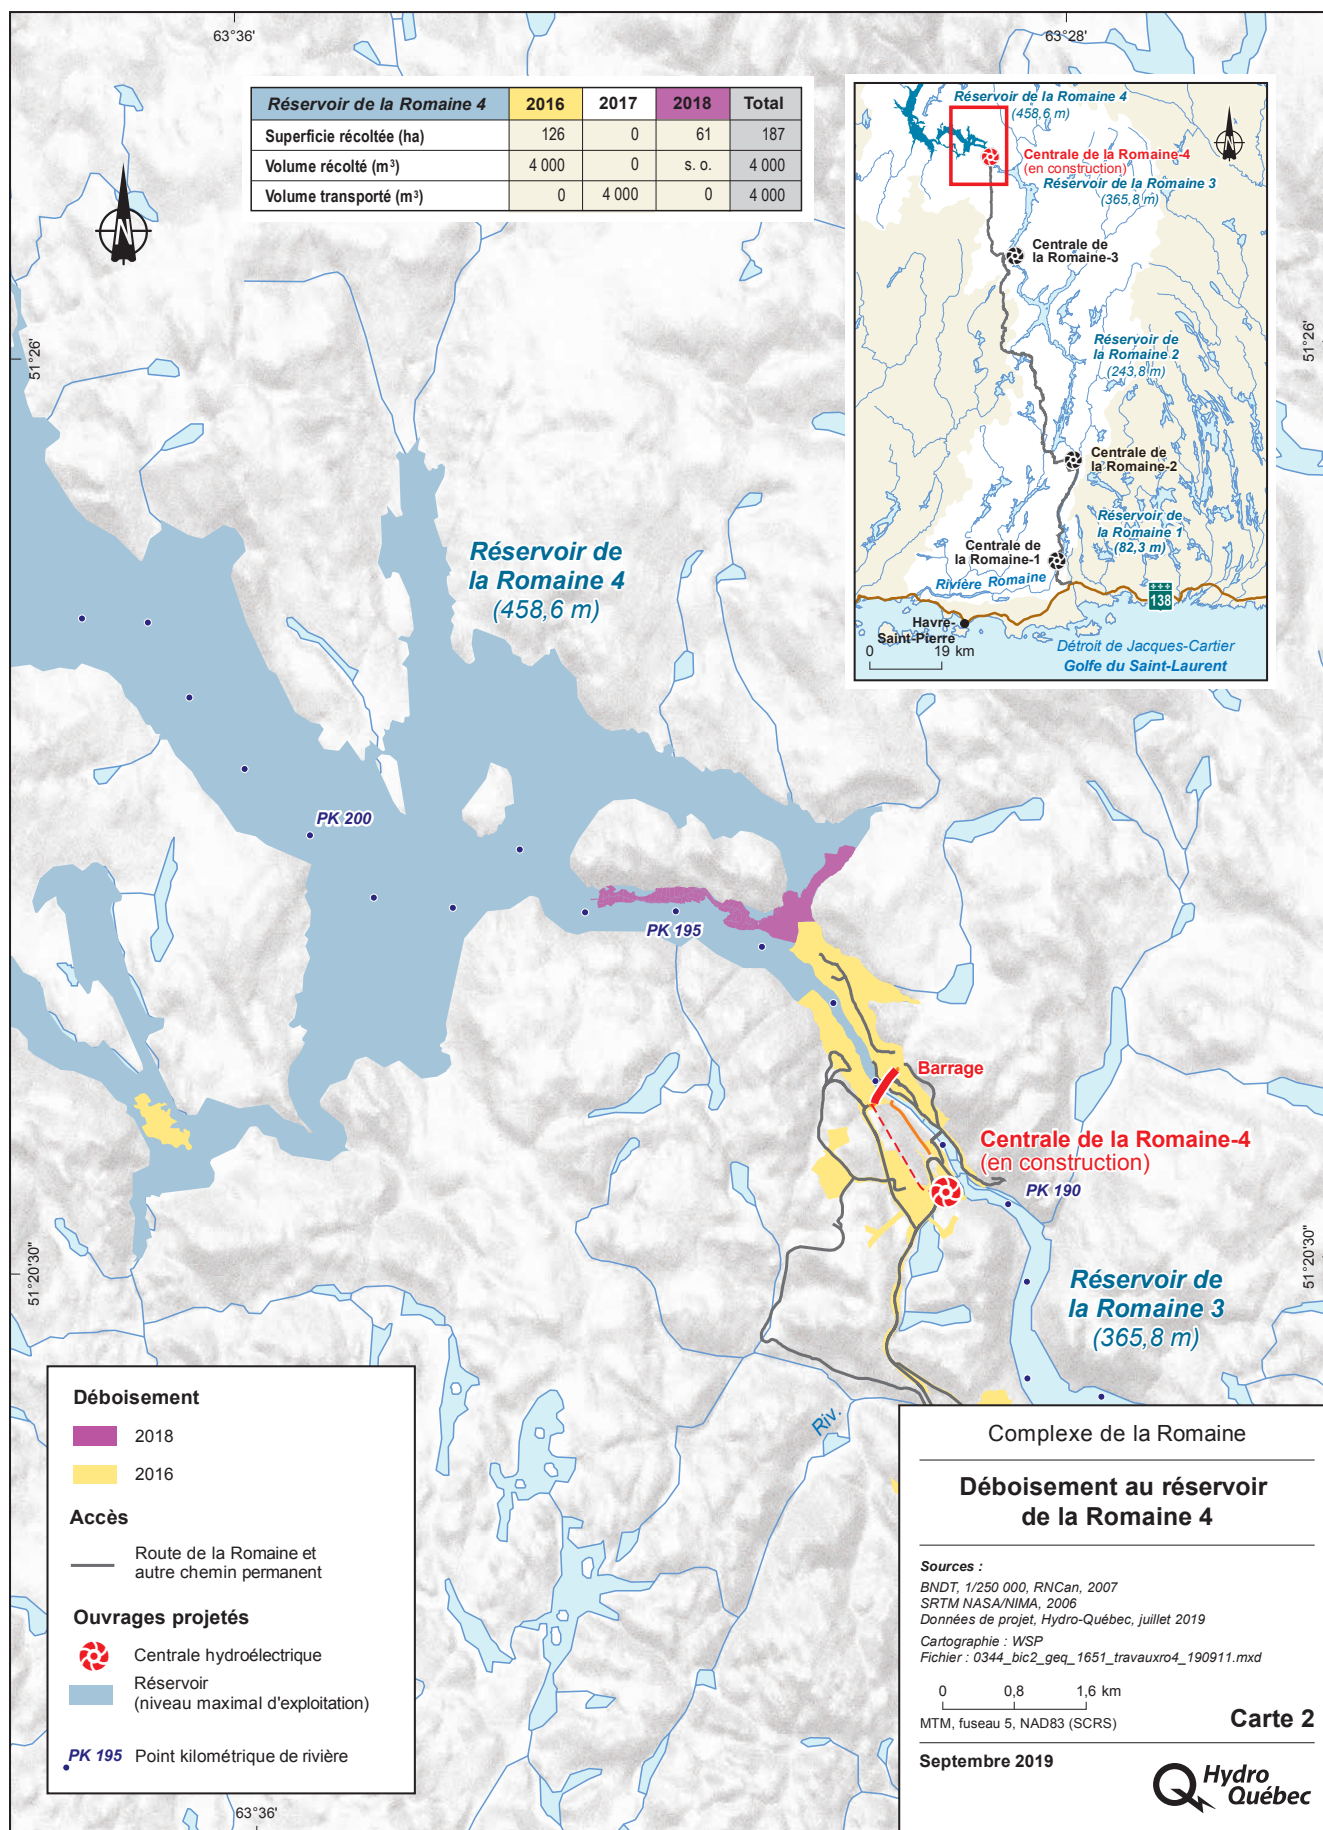 63°36'
63°28'
Réservoir de la Romaine 4 2016 2017 2018 Total
Superficie récoltée (ha) 126 0 61 187
Volume récolté (m³) 4 000 0 s. o. 4 000
Volume transporté (m³) 0 4 000 0 4 000
N
Réservoir de la Romaine 4
(458,6 m)
N
Centrale de la Romaine-4
(en construction)
Réservoir de la Romaine 3
(365,8 m)
Centrale de
la Romaine-3
Réservoir de
la Romaine 2
(243,8 m)
Centrale de
la Romaine-2
Réservoir de
la Romaine 1
(82,3 m)
Centrale de
la Romaine-1
Rivière Romaine
138
Havre-
Saint-Pierre
0 19 km
Détroit de Jacques-Cartier
Golfe du Saint-Laurent
51°26'
51°26'
Réservoir de
la Romaine 4
(458,6 m)
PK 200
PK 195
Barrage
Centrale de la Romaine-4
(en construction)
PK 190
51°20'30"
51°20'30"
Réservoir de
la Romaine 3
(365,8 m)
Riv.
Déboisement
2018
2016
Accès
Route de la Romaine et
autre chemin permanent
Ouvrages projetés
Centrale hydroélectrique
Réservoir
(niveau maximal d'exploitation)
PK 195 Point kilométrique de rivière
63°36'
Complexe de la Romaine
Déboisement au réservoir
de la Romaine 4
Sources :
BNDT, 1/250 000, RNCan, 2007
SRTM NASA/NIMA, 2006
Données de projet, Hydro-Québec, juillet 2019
Cartographie : WSP
Fichier : 0344_bic2_geq_1651_travauxro4_190911.mxd
0 0,8 1,6 km
MTM, fuseau 5, NAD83 (SCRS)
Carte 2
Septembre 2019
Hydro
Québec